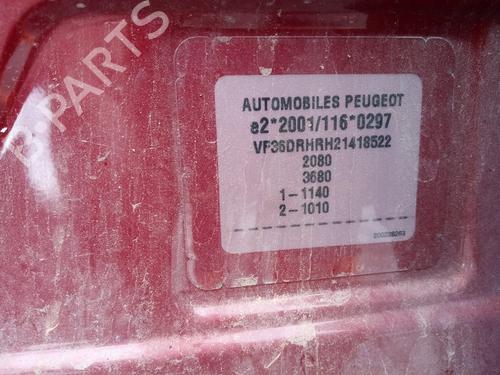 B PARTS
AUTOMOBILES PEUGEOT
e2*2001/116*0297
VF36DRHRH21418522
2080
3680
1-1140
2-1010